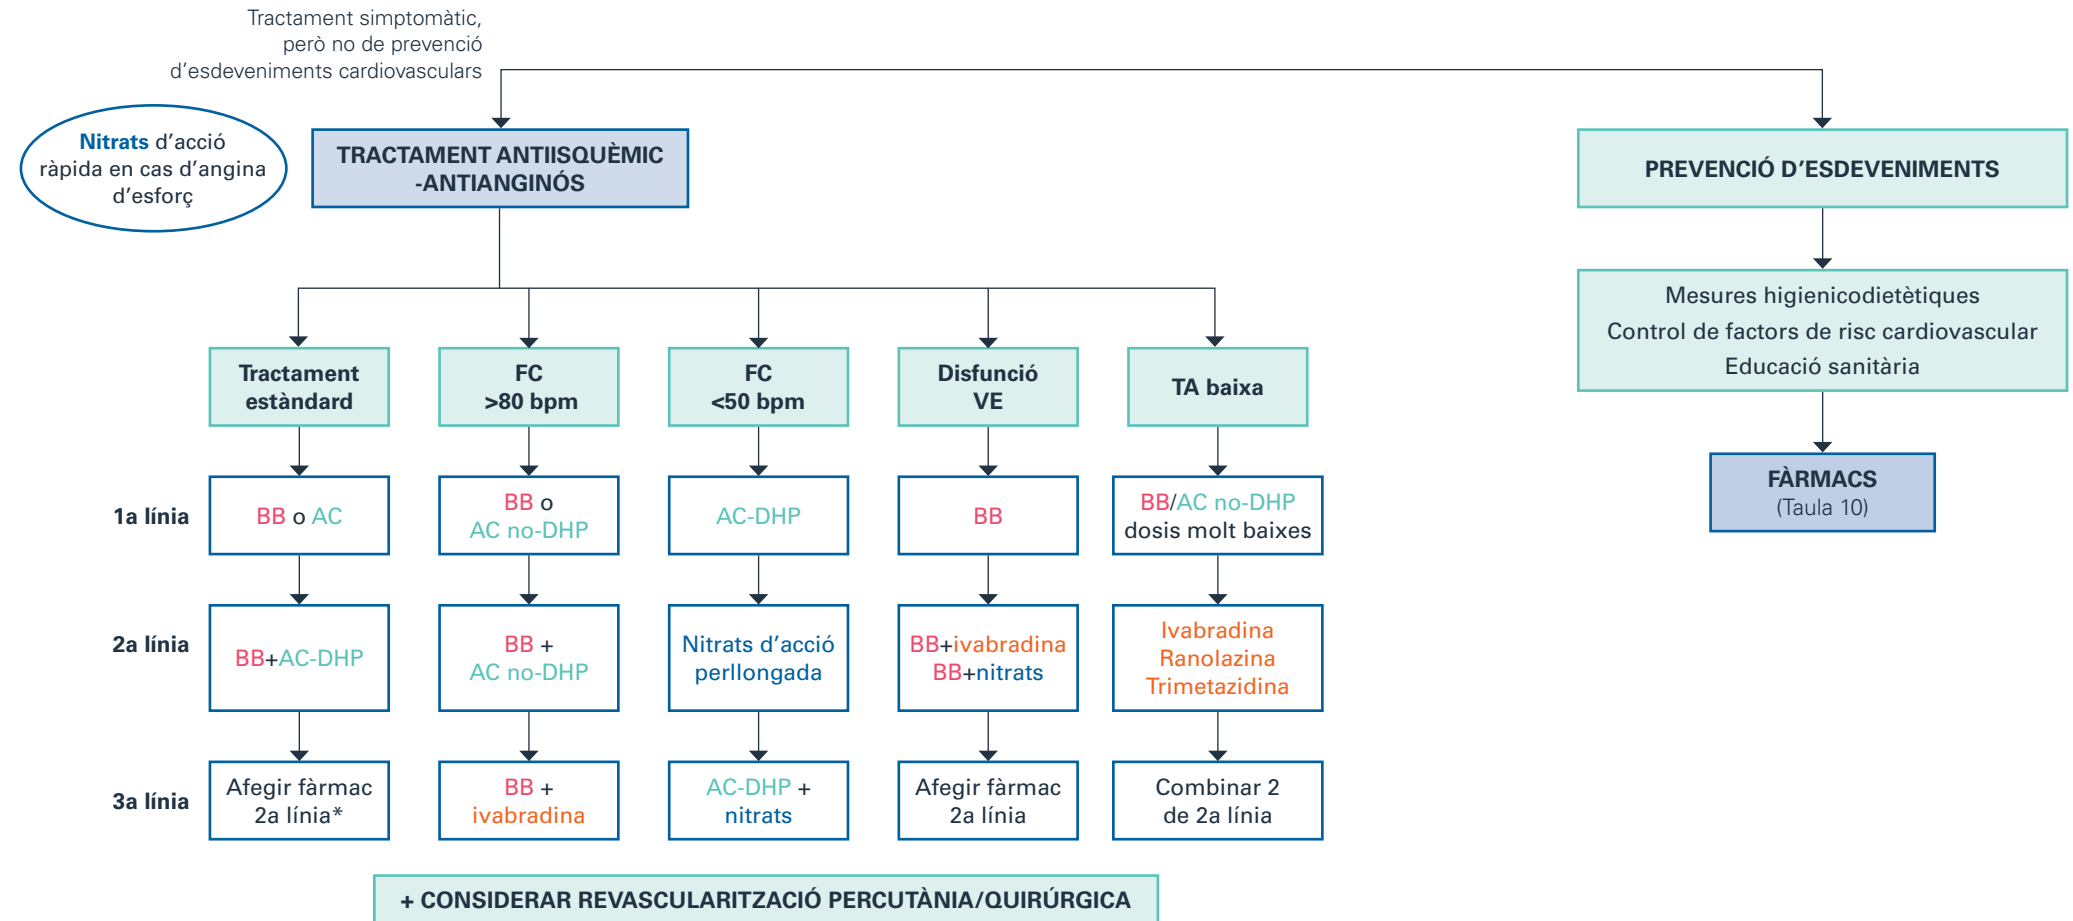 Tractament simptomàtic,
però no de prevenció
d'esdeveniments cardiovasculars
Nitrats d'acció
ràpida en cas d'angina
d'esforç
TRACTAMENT ANTIISQUÈMIC
-ANTIANGINÓS
PREVENCIÓ D'ESDEVENIMENTS
Mesures higienicodietètiques
Control de factors de risc cardiovascular
Educació sanitària
FÀRMACS
(Taula 10)
Tractament
estàndard
FC
>80 bpm
FC
<50 bpm
Disfunció
VE
TA baixa
1a línia
BB o AC
BB o
AC no-DHP
AC-DHP
BB
BB/AC no-DHP
dosis molt baixes
2a línia
BB+AC-DHP
BB +
AC no-DHP
Nitrats d'acció
perllongada
BB+ivabradina
BB+nitrats
Ivabradina
Ranolazina
Trimetazidina
3a línia
Afegir fàrmac
2a línia*
BB +
ivabradina
AC-DHP +
nitrats
Afegir fàrmac
2a línia
Combinar 2
de 2a línia
+ CONSIDERAR REVASCULARITZACIÓ PERCUTÀNIA/QUIRÚRGICA